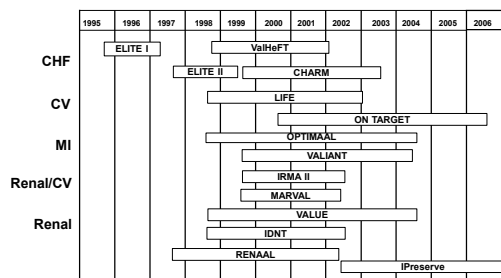 1995 1996 1997 1998 1999 2000 2001 2002 2003 2004 2005 2006
ELITE I ValHeFT
CHF
ELITE II CHARM
CV
LIFE
ON TARGET
OPTIMAAL
MI
VALIANT
IRMA II
Renal/CV
MARVAL
VALUE
Renal
IDNT
RENAAL
IPreserve